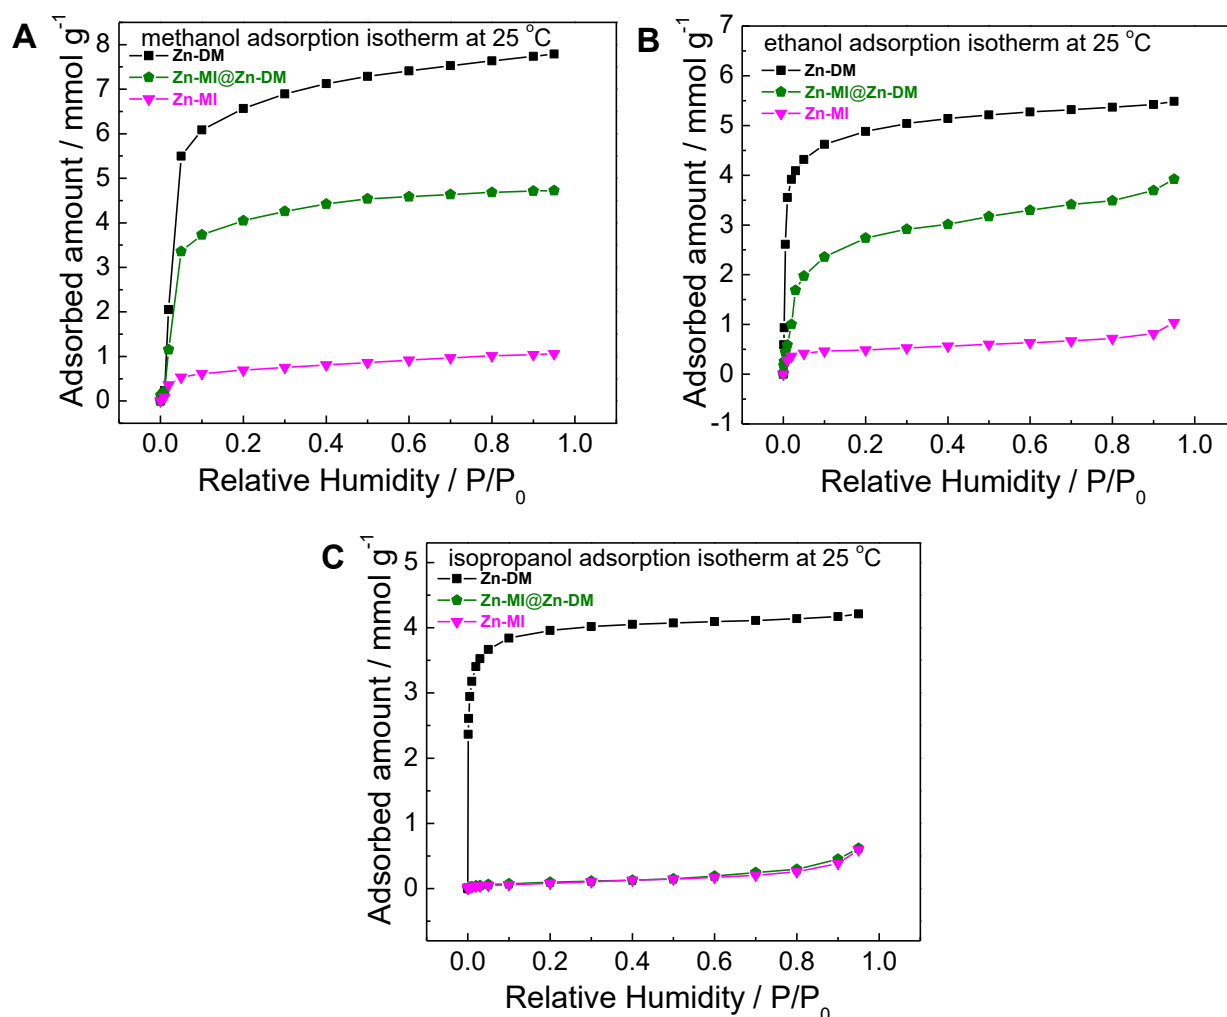 A
methanol adsorption isotherm at 25 °C
Zn-DM
Zn-MI@Zn-DM
Zn-MI
Adsorbed amount / mmol g⁻¹
8
7
6
5
4
3
2
1
0
0.0 0.2 0.4 0.6 0.8 1.0
Relative Humidity / P/P₀
B
ethanol adsorption isotherm at 25 °C
Zn-DM
Zn-MI@Zn-DM
Zn-MI
Adsorbed amount / mmol g⁻¹
7
6
5
4
3
2
1
0
-1
0.0 0.2 0.4 0.6 0.8 1.0
Relative Humidity / P/P₀
C
isopropanol adsorption isotherm at 25 °C
Zn-DM
Zn-MI@Zn-DM
Zn-MI
Adsorbed amount / mmol g⁻¹
5
4
3
2
1
0
0.0 0.2 0.4 0.6 0.8 1.0
Relative Humidity / P/P₀